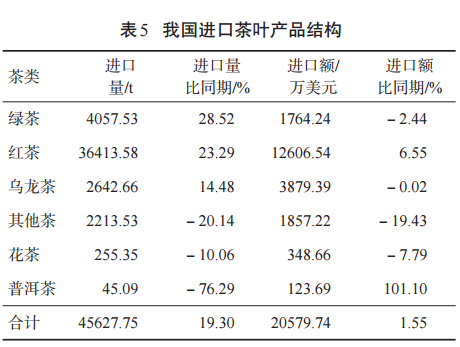 表5 我国进口茶叶产品结构
茶类 进口量/t 进口量比同期/% 进口额/万美元 进口额比同期/%
绿茶 4057.53 28.52 1764.24 －2.44
红茶 36413.58 23.29 12606.54 6.55
乌龙茶 2642.66 14.48 3879.39 －0.02
其他茶 2213.53 －20.14 1857.22 －19.43
花茶 255.35 －10.06 348.66 －7.79
普洱茶 45.09 －76.29 123.69 101.10
合计 45627.75 19.30 20579.74 1.55